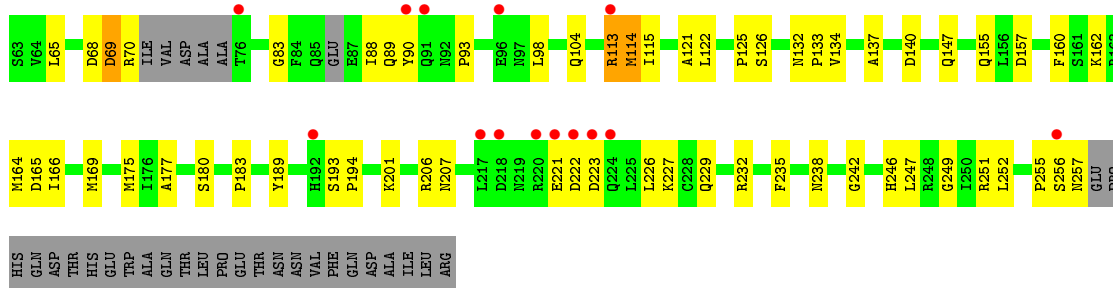 S63 V64 L65 D68 D69 R70 ILE VAL ASP ALA ALA T76 G83 F84 Q85 GLU E87 I88 Q89 Y90 Q91 N92 P93 E96 N97 L98 Q104 R113 M114 I115 A121 L122 P125 S126 N132 P133 V134 A137 D140 Q147 Q155 L156 D157 F160 S161 K162
M164 D165 I166 M169 M175 I176 A177 S180 P183 Y189 H192 S193 P194 K201 R206 N207 L217 D218 N219 R220 E221 D222 D223 Q224 L225 L226 K227 C228 Q229 R232 F235 N238 G242 H246 L247 R248 G249 I250 R251 L252 P255 S256 N257 GLU
HIS GLN ASP THR HIS GLU TRP ALA GLN THR LEU PRO GLU THR ASN ASN VAL PHE GLN ASP ALA ILE LEU ARG